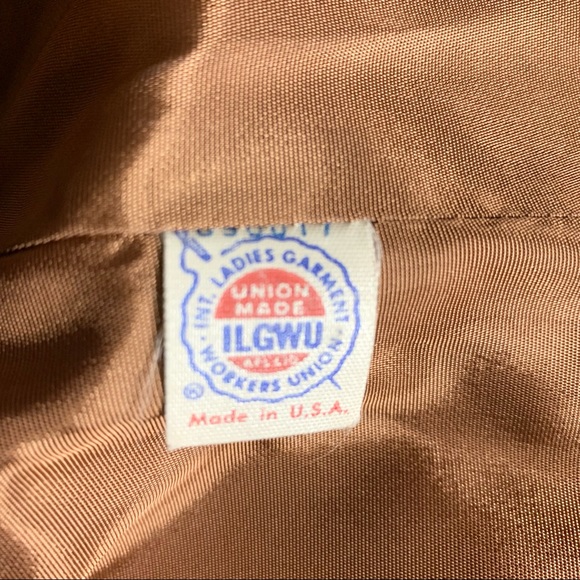 INT. LADIES GARMENT
UNION
MADE
ILGWU
AFL-CIO
WORKERS UNION
®
Made in U.S.A.